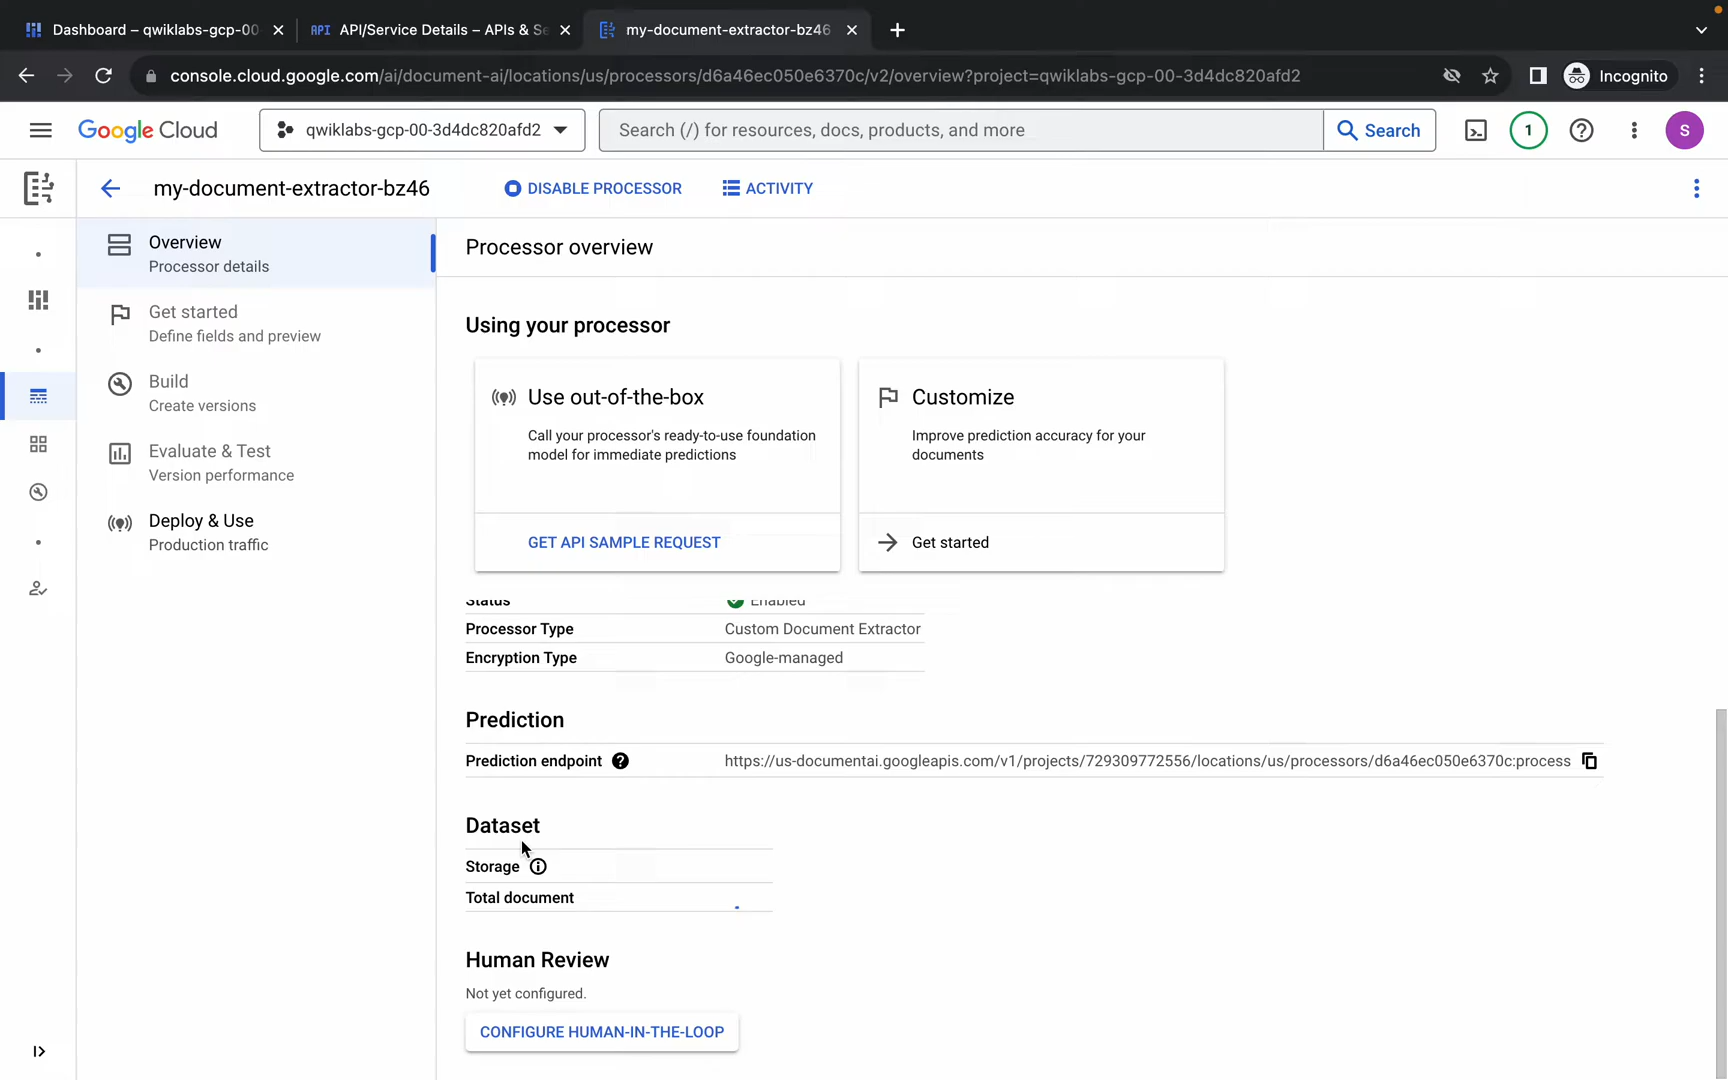 Dashboard – qwiklabs-gcp-00
API API/Service Details – APIs & Se
my-document-extractor-bz46
console.cloud.google.com/ai/document-ai/locations/us/processors/d6a46ec050e6370c/v2/overview?project=qwiklabs-gcp-00-3d4dc820afd2
Incognito
Google Cloud
qwiklabs-gcp-00-3d4dc820afd2
Search (/) for resources, docs, products, and more
Search
1
S
my-document-extractor-bz46
DISABLE PROCESSOR
ACTIVITY
Overview
Processor details
Get started
Define fields and preview
Build
Create versions
Evaluate & Test
Version performance
Deploy & Use
Production traffic
Processor overview
Using your processor
Use out-of-the-box
Call your processor's ready-to-use foundation
model for immediate predictions
GET API SAMPLE REQUEST
Customize
Improve prediction accuracy for your
documents
Get started
Status Enabled
Processor Type Custom Document Extractor
Encryption Type Google-managed
Prediction
Prediction endpoint https://us-documentai.googleapis.com/v1/projects/729309772556/locations/us/processors/d6a46ec050e6370c:process
Dataset
Storage
Total document
Human Review
Not yet configured.
CONFIGURE HUMAN-IN-THE-LOOP